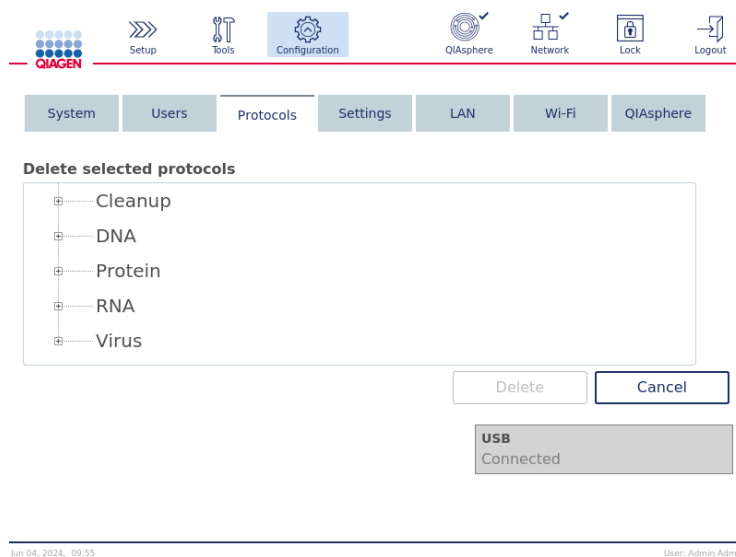 QIAGEN
Setup
Tools
Configuration
QIAsphere
Network
Lock
Logout
System
Users
Protocols
Settings
LAN
Wi-Fi
QIAsphere
Delete selected protocols
Cleanup
DNA
Protein
RNA
Virus
Delete
Cancel
USB
Connected
Jun 04, 2024, 09:55
User: Admin Adm